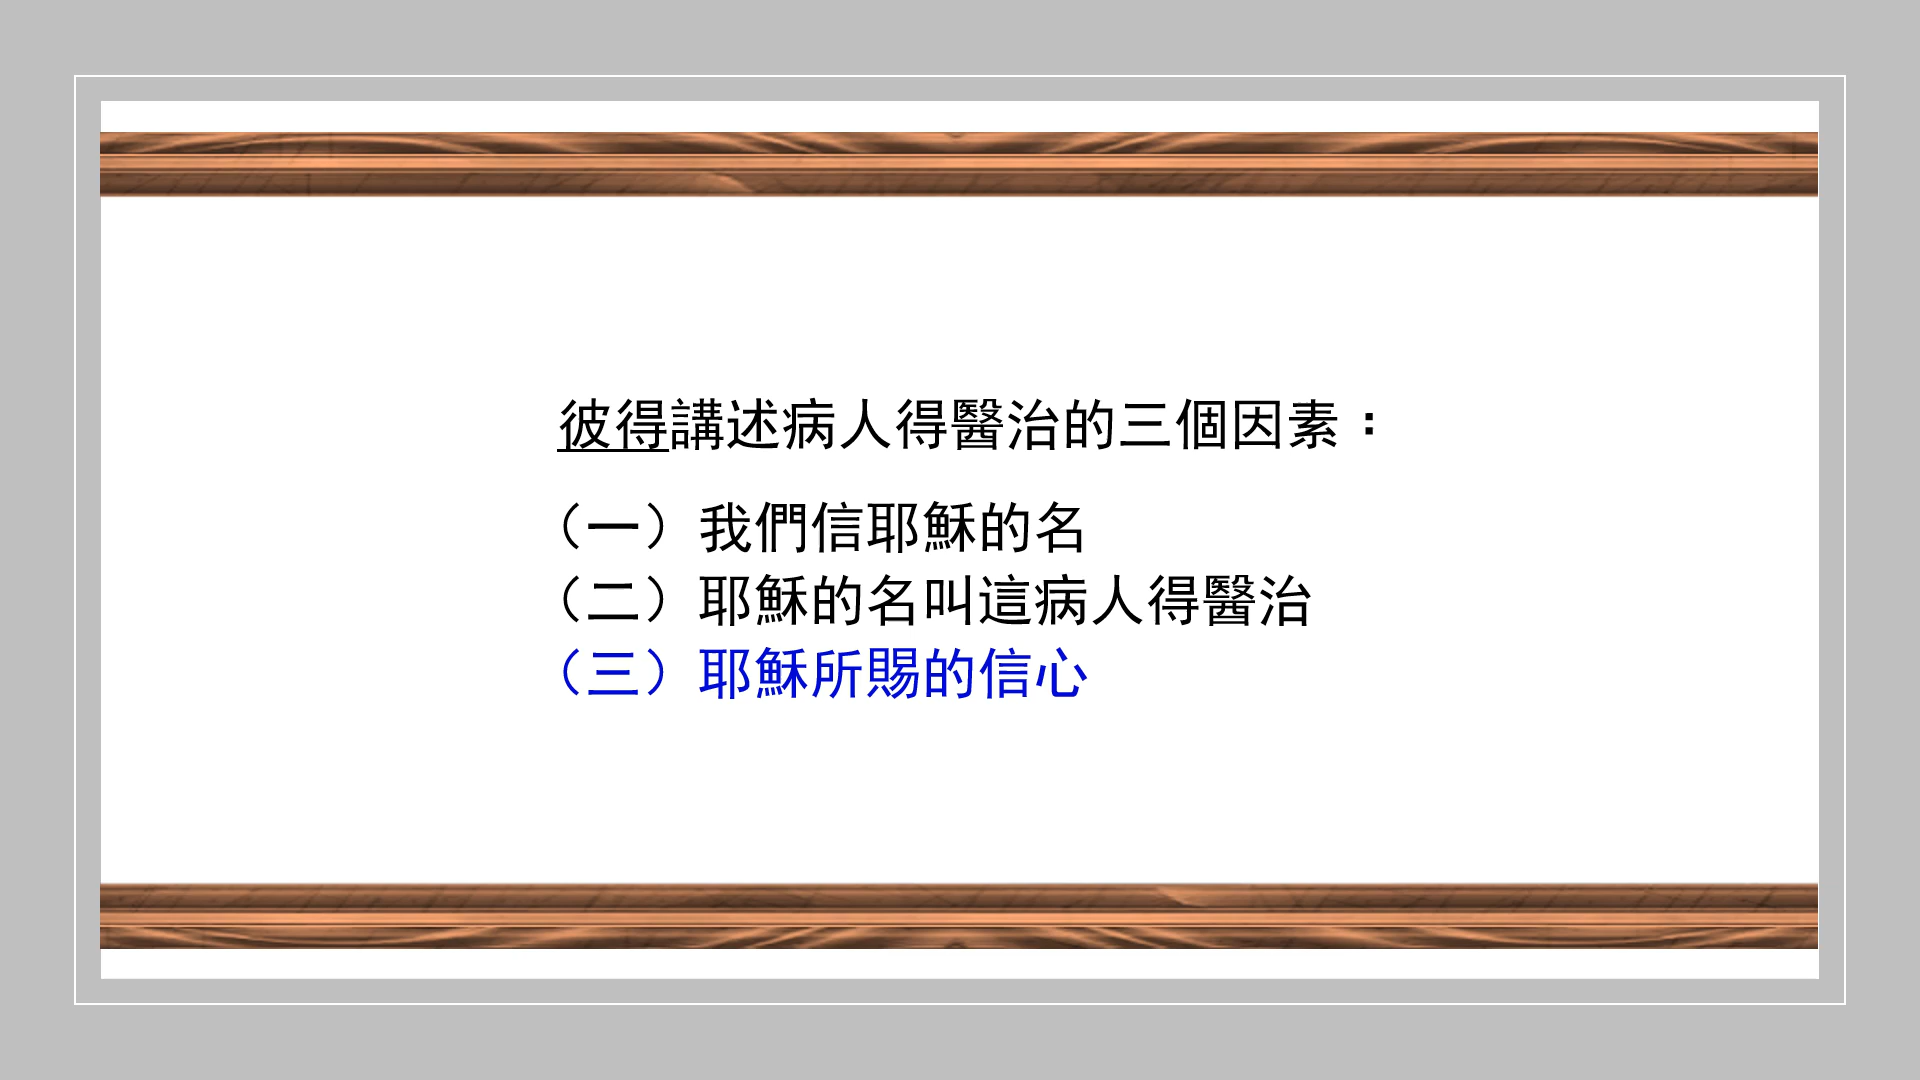 彼得講述病人得醫治的三個因素：
（一）我們信耶穌的名
（二）耶穌的名叫這病人得醫治
（三）耶穌所賜的信心